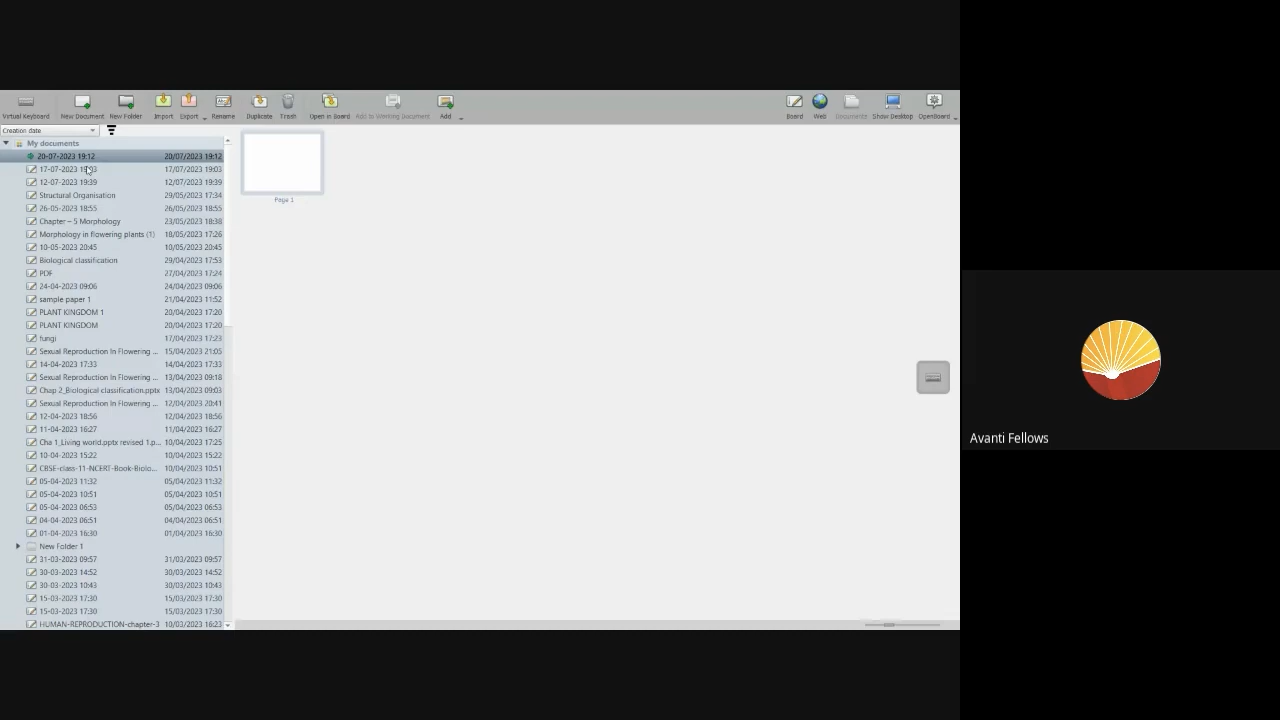 Virtual Keyboard New Document New Folder Import Export Rename Duplicate Trash Open in Board Add to Working Document Add Board Web Documents Show Desktop OpenBoard
Creation date
My documents
20-07-2023 19:12 20/07/2023 19:12
17-07-2023 19:03 17/07/2023 19:03
12-07-2023 19:39 12/07/2023 19:39
Structural Organisation 29/05/2023 17:34
26-05-2023 18:55 26/05/2023 18:55
Chapter – 5 Morphology 23/05/2023 18:38
Morphology in flowering plants (1) 18/05/2023 17:26
10-05-2023 20:45 10/05/2023 20:45
Biological classification 29/04/2023 17:53
PDF 27/04/2023 17:24
24-04-2023 09:06 24/04/2023 09:06
sample paper 1 21/04/2023 11:52
PLANT KINGDOM 1 20/04/2023 17:20
PLANT KINGDOM 20/04/2023 17:20
fungi 17/04/2023 17:23
Sexual Reproduction In Flowering ... 15/04/2023 21:05
14-04-2023 17:33 14/04/2023 17:33
Sexual Reproduction In Flowering ... 13/04/2023 09:18
Chap 2_Biological classification.pptx 13/04/2023 09:03
Sexual Reproduction In Flowering ... 12/04/2023 20:41
12-04-2023 18:56 12/04/2023 18:56
11-04-2023 16:27 11/04/2023 16:27
Cha 1_Living world.pptx revised 1.p... 10/04/2023 17:25
10-04-2023 15:22 10/04/2023 15:22
CBSE-class-11-NCERT-Book-Biolo... 10/04/2023 10:51
05-04-2023 11:32 05/04/2023 11:32
05-04-2023 10:51 05/04/2023 10:51
05-04-2023 06:53 05/04/2023 06:53
04-04-2023 06:51 04/04/2023 06:51
01-04-2023 16:30 01/04/2023 16:30
New Folder 1
31-03-2023 09:57 31/03/2023 09:57
30-03-2023 14:52 30/03/2023 14:52
30-03-2023 10:43 30/03/2023 10:43
15-03-2023 17:30 15/03/2023 17:30
15-03-2023 17:30 15/03/2023 17:30
HUMAN-REPRODUCTION-chapter-3 10/03/2023 16:23
Page 1
Avanti Fellows